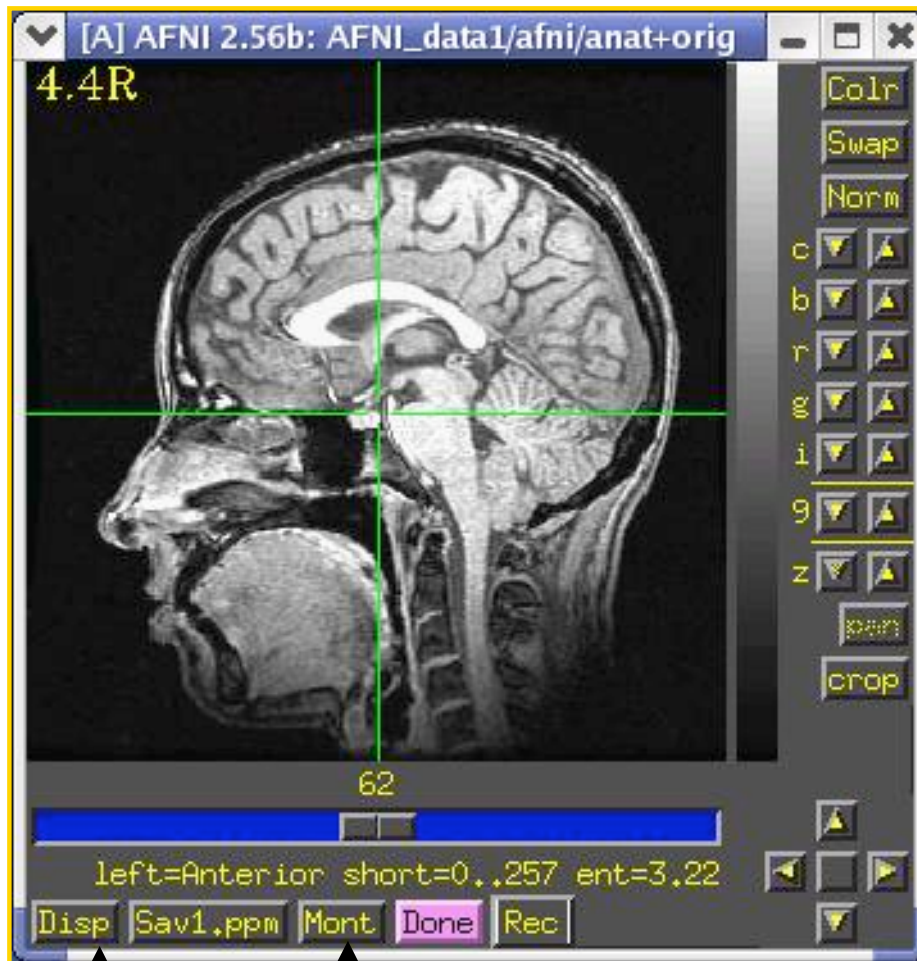 [A] AFNI 2.56b: AFNI_data1/afni/anat+orig
4.4R
Colr
Swap
Norm
c
b
r
g
i
9
z
pan
crop
62
left=Anterior short=0..257 ent=3.22
Disp Sav1.ppm Mont Done Rec